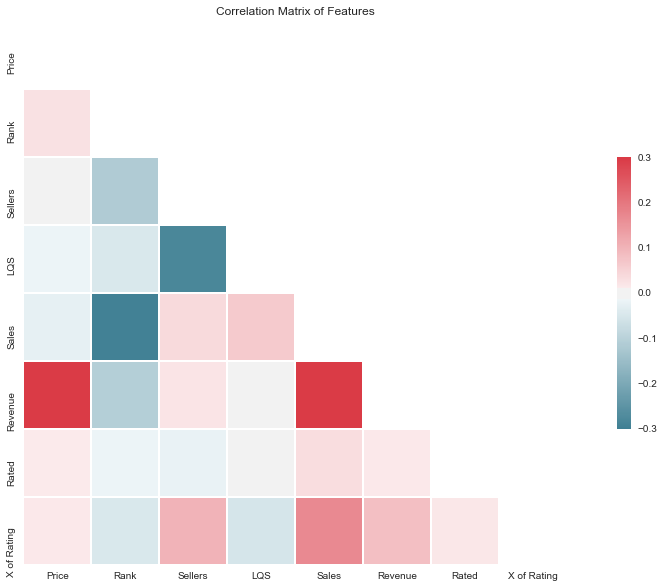 Correlation Matrix of Features
Price
Rank
Sellers
LQS
Sales
Revenue
Rated
X of Rating
Price Rank Sellers LQS Sales Revenue Rated X of Rating
0.3
0.2
0.1
0.0
−0.1
−0.2
−0.3